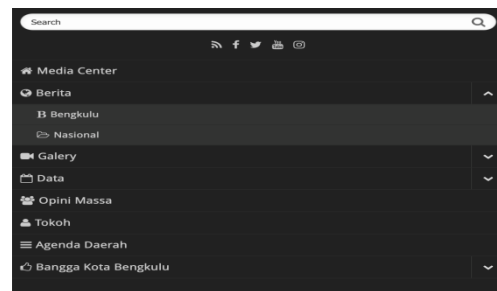 Search
Media Center
Berita
B Bengkulu
Nasional
Galery
Data
Opini Massa
Tokoh
Agenda Daerah
Bangga Kota Bengkulu